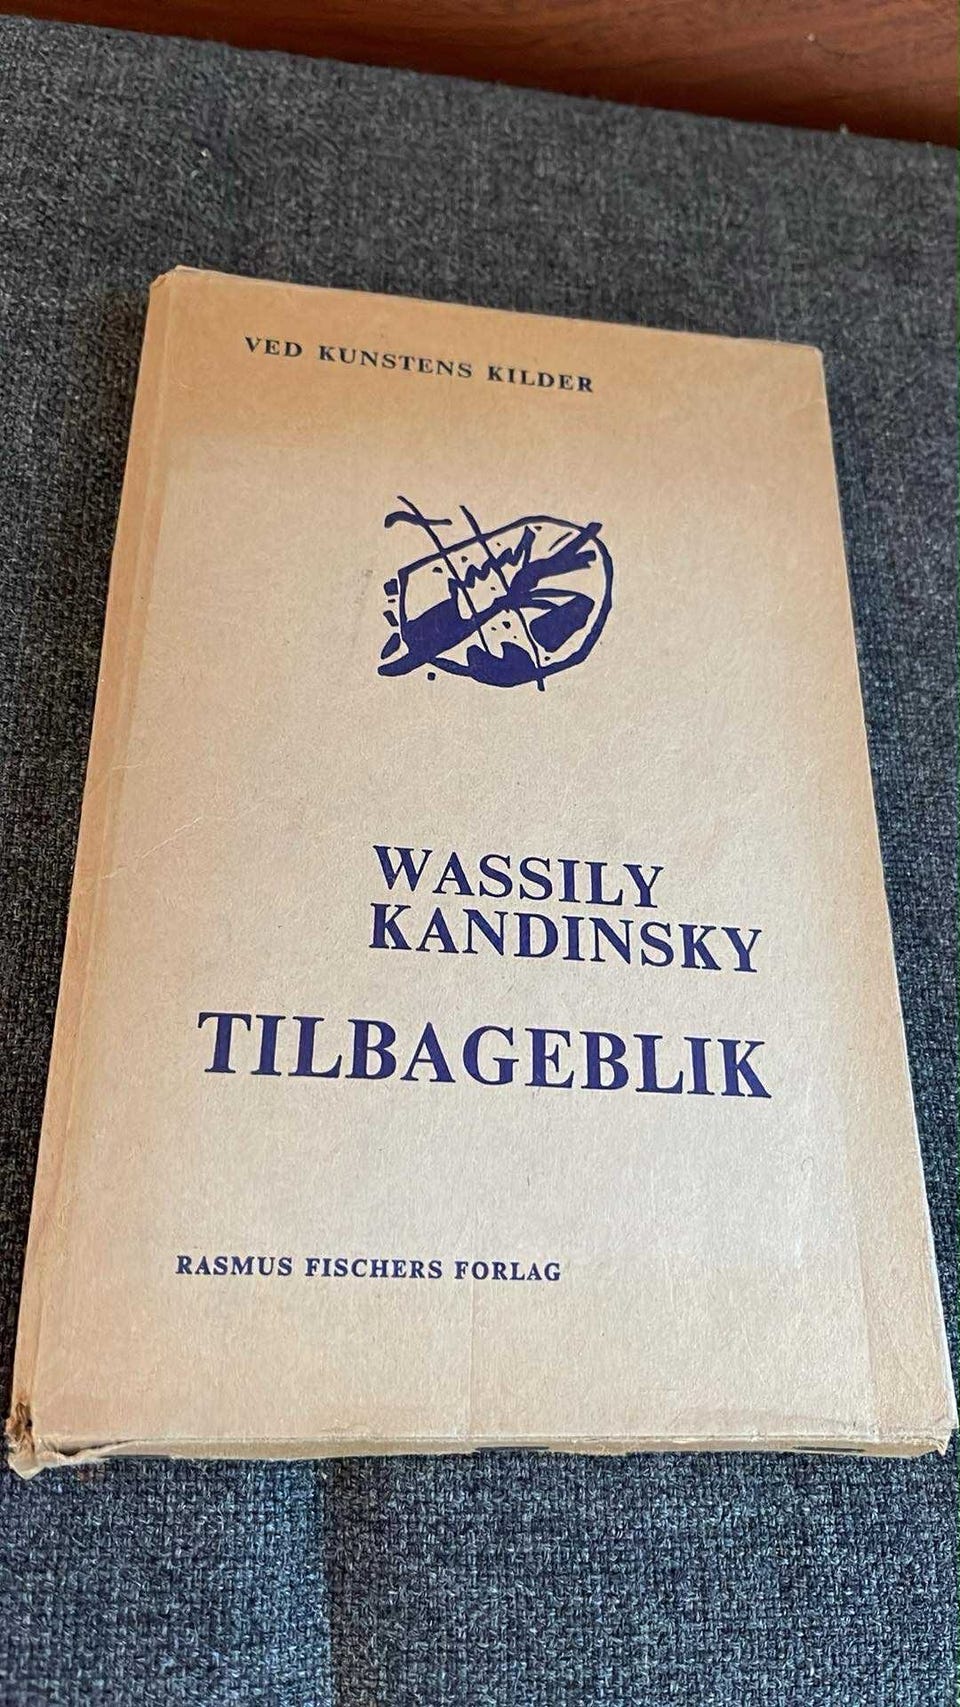 VED KUNSTENS KILDER
WASSILY
KANDINSKY
TILBAGEBLIK
RASMUS FISCHERS FORLAG